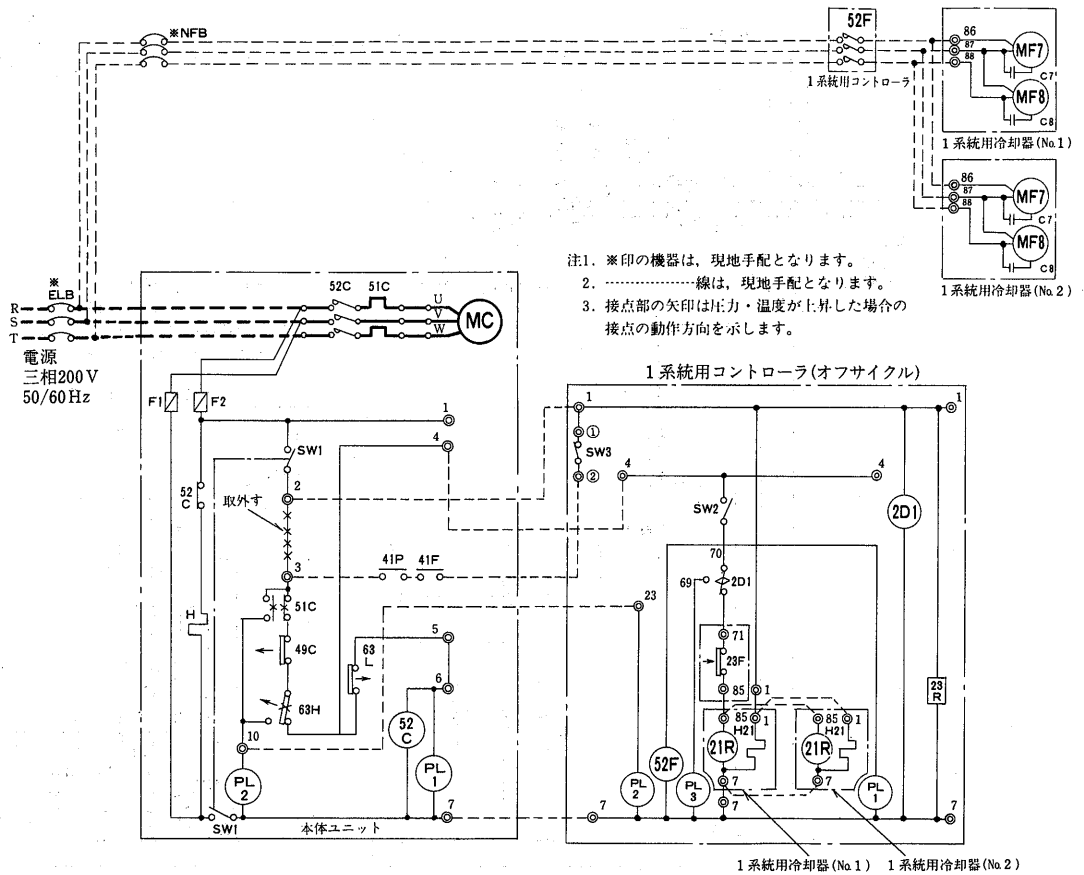 ※NFB
52F
1系統用コントローラ
86
87
88
MF7
C7
MF8
C8
1系統用冷却器(No.1)
86
87
88
MF7
C7
MF8
C8
1系統用冷却器(No.2)
注1. ※印の機器は，現地手配となります。
2. ----------線は，現地手配となります。
3. 接点部の矢印は圧力・温度が上昇した場合の
接点の動作方向を示します。
※
ELB
R
S
T
電源
三相200V
50/60Hz
52C
51C
U
V
W
MC
F1
F2
1
4
SW1
2
52
C
取外す
3
41P
41F
51C
49C
63
L
5
6
63H
H
10
52
C
PL
2
PL
1
7
SW1
本体ユニット
1系統用コントローラ(オフサイクル)
1
1
①
SW3
②
4
4
SW2
2D1
70
69
2D1
23
71
23F
85
1
23
R
85
1
H21
85
1
H21
21R
21R
52F
PL
2
PL
3
PL
1
7
7
7
7
7
1系統用冷却器(No.1)
1系統用冷却器(No.2)